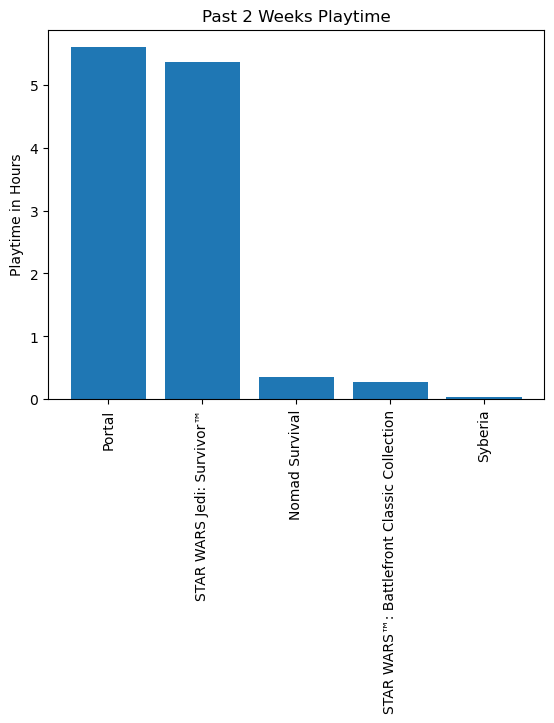 Past 2 Weeks Playtime
Playtime in Hours
5
4
3
2
1
0
Portal
STAR WARS Jedi: Survivor™
Nomad Survival
STAR WARS™: Battlefront Classic Collection
Syberia